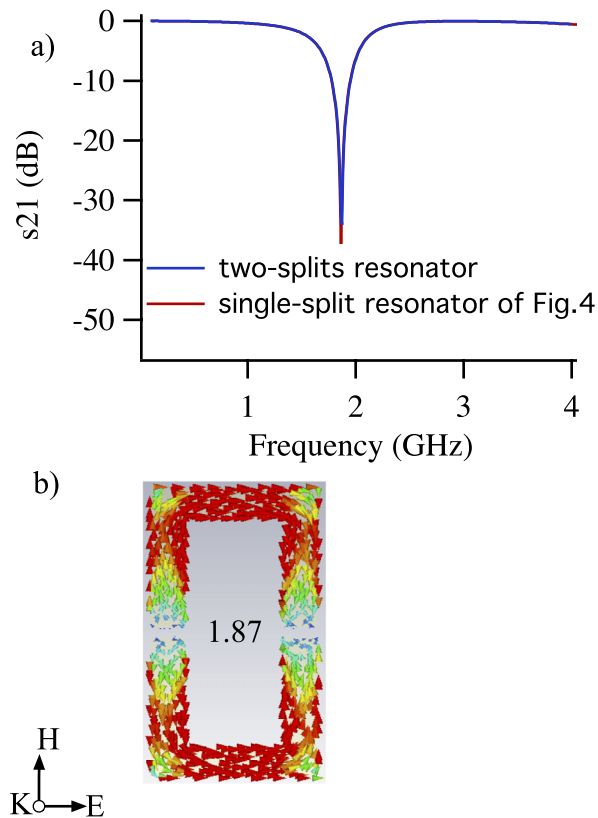 a)
0
-10
-20
-30
-40
-50
s21 (dB)
two-splits resonator
single-split resonator of Fig.4
1 2 3 4
Frequency (GHz)
b)
1.87
H
K E